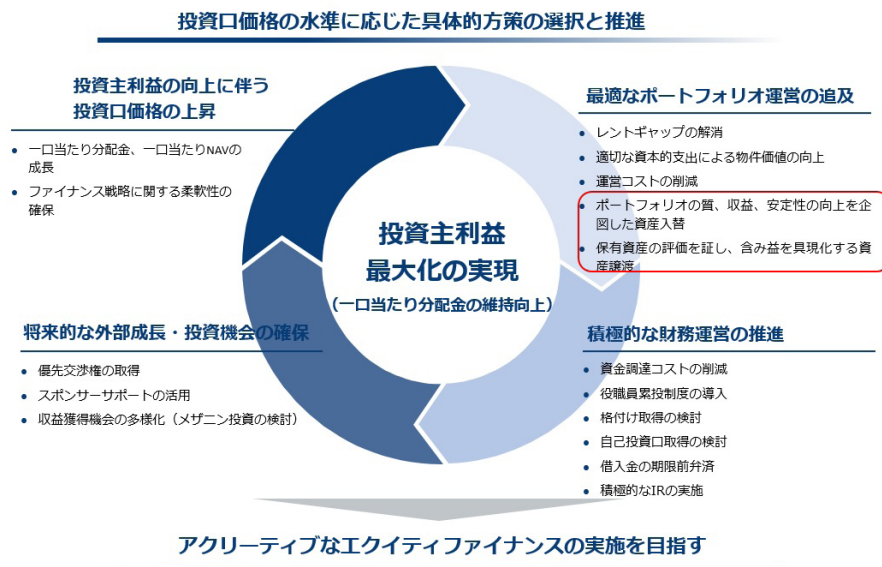 投資口価格の水準に応じた具体的方策の選択と推進
投資主利益の向上に伴う
投資口価格の上昇
● 一口当たり分配金、一口当たりNAVの
成長
● ファイナンス戦略に関する柔軟性の
確保
最適なポートフォリオ運営の追及
● レントギャップの解消
● 適切な資本的支出による物件価値の向上
● 運営コストの削減
● ポートフォリオの質、収益、安定性の向上を企
図した資産入替
● 保有資産の評価を証し、含み益を具現化する資
産譲渡
投資主利益
最大化の実現
（一口当たり分配金の維持向上）
将来的な外部成長・投資機会の確保
● 優先交渉権の取得
● スポンサーサポートの活用
● 収益獲得機会の多様化（メザニン投資の検討）
積極的な財務運営の推進
● 資金調達コストの削減
● 役職員累投制度の導入
● 格付け取得の検討
● 自己投資口取得の検討
● 借入金の期限前弁済
● 積極的なIRの実施
アクリーティブなエクイティファイナンスの実施を目指す